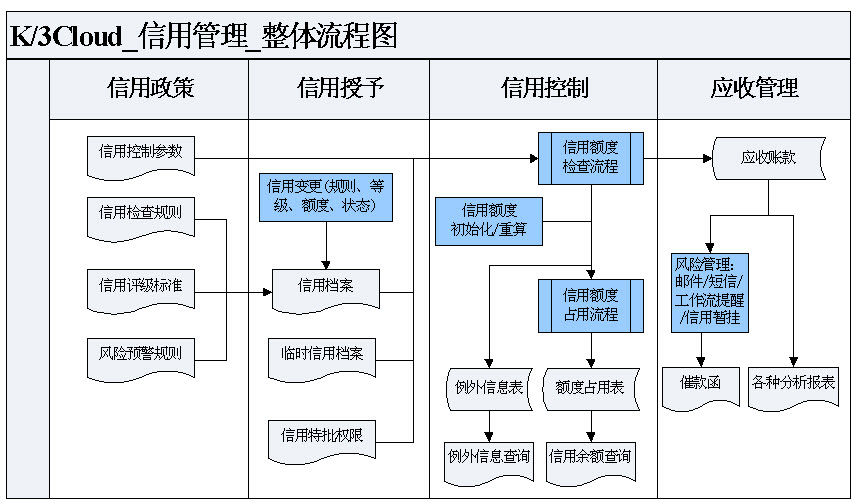 K/3Cloud_信用管理_整体流程图
信用政策
信用授予
信用控制
应收管理
信用控制参数
信用检查规则
信用评级标准
风险预警规则
信用变更(规则、等
级、额度、状态)
信用档案
临时信用档案
信用特批权限
信用额度
检查流程
信用额度
初始化/重算
信用额度
占用流程
例外信息表
额度占用表
例外信息查询
信用余额查询
应收账款
风险管理:
邮件/短信/
工作流提醒
/信用暂挂
催款函
各种分析报表